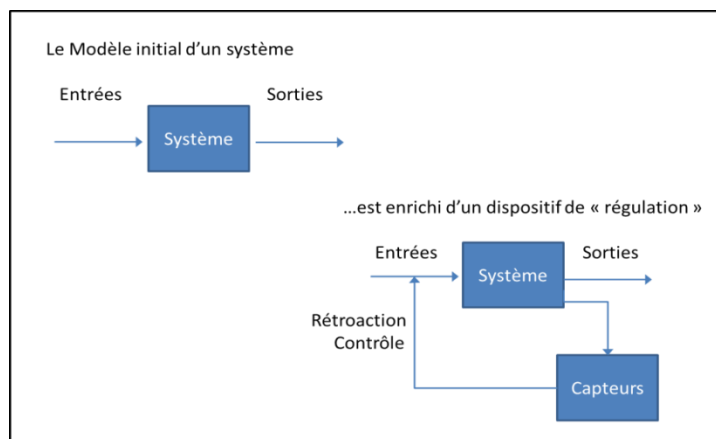 Le Modèle initial d’un système
Entrées
Sorties
Système
...est enrichi d’un dispositif de « régulation »
Entrées
Système
Sorties
Rétroaction
Contrôle
Capteurs